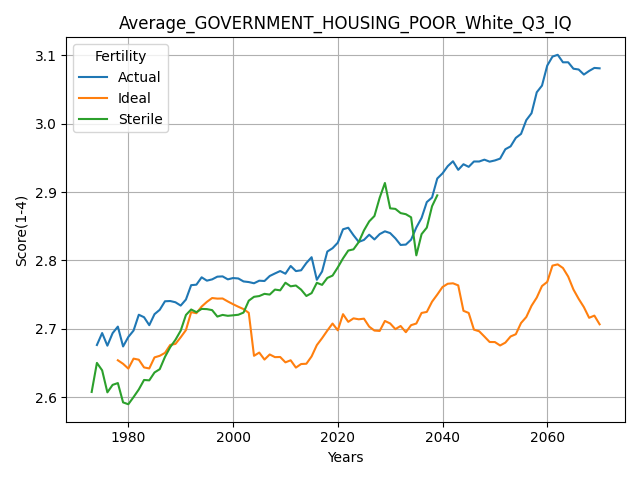 Average_GOVERNMENT_HOUSING_POOR_White_Q3_IQ
Fertility
Actual
Ideal
Sterile
Score(1-4)
3.1
3.0
2.9
2.8
2.7
2.6
1980 2000 2020 2040 2060
Years